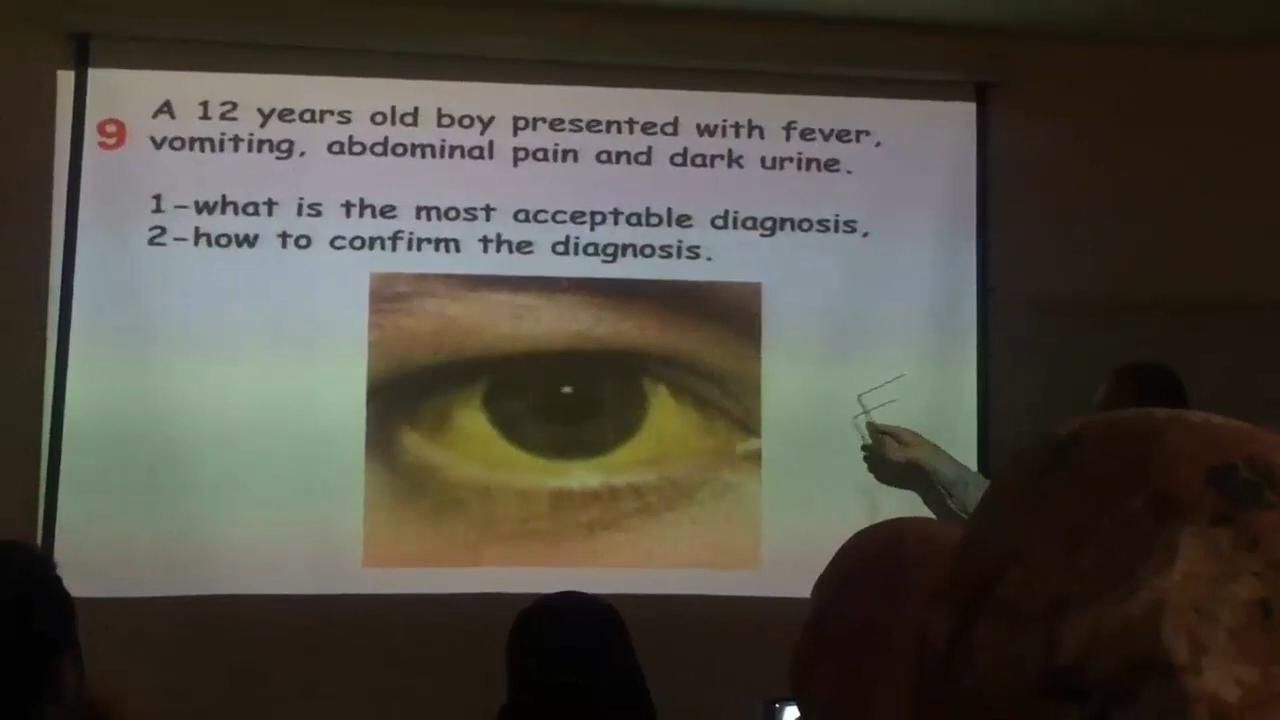 9 A 12 years old boy presented with fever,
vomiting, abdominal pain and dark urine.
1-what is the most acceptable diagnosis,
2-how to confirm the diagnosis.